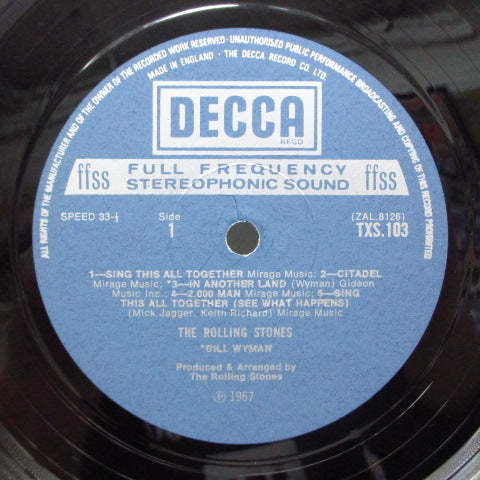 ALL RIGHTS OF THE MANUFACTURER AND OF THE OWNER OF THE RECORDED WORK RESERVED · UNAUTHORISED PUBLIC PERFORMANCE BROADCASTING AND COPYING OF THIS RECORD PROHIBITED
MADE IN ENGLAND · THE DECCA RECORD CO. LTD.
DECCA
REGD
ffss FULL FREQUENCY ffss
STEREOPHONIC SOUND
SPEED 33⅓ Side (ZAL.8126)
1 TXS.103
1—SING THIS ALL TOGETHER Mirage Music; 2—CITADEL
Mirage Music; *3—IN ANOTHER LAND (Wyman) Gideon
Music Inc.; 4—2,000 MAN Mirage Music; 5—SING
THIS ALL TOGETHER (SEE WHAT HAPPENS)
(Mick Jagger, Keith Richard) Mirage Music
THE ROLLING STONES
*BILL WYMAN
Produced & Arranged by
The Rolling Stones
℗ 1967